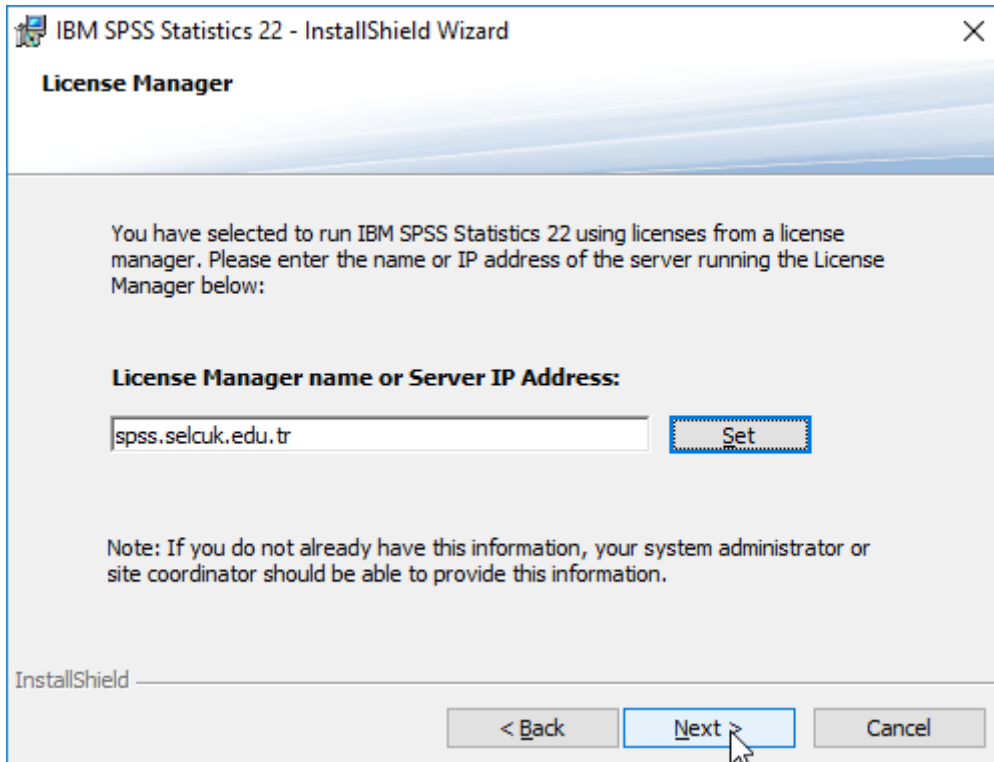 IBM SPSS Statistics 22 - InstallShield Wizard
License Manager
You have selected to run IBM SPSS Statistics 22 using licenses from a license
manager. Please enter the name or IP address of the server running the License
Manager below:
License Manager name or Server IP Address:
spss.selcuk.edu.tr
Set
Note: If you do not already have this information, your system administrator or
site coordinator should be able to provide this information.
InstallShield
< Back
Next >
Cancel